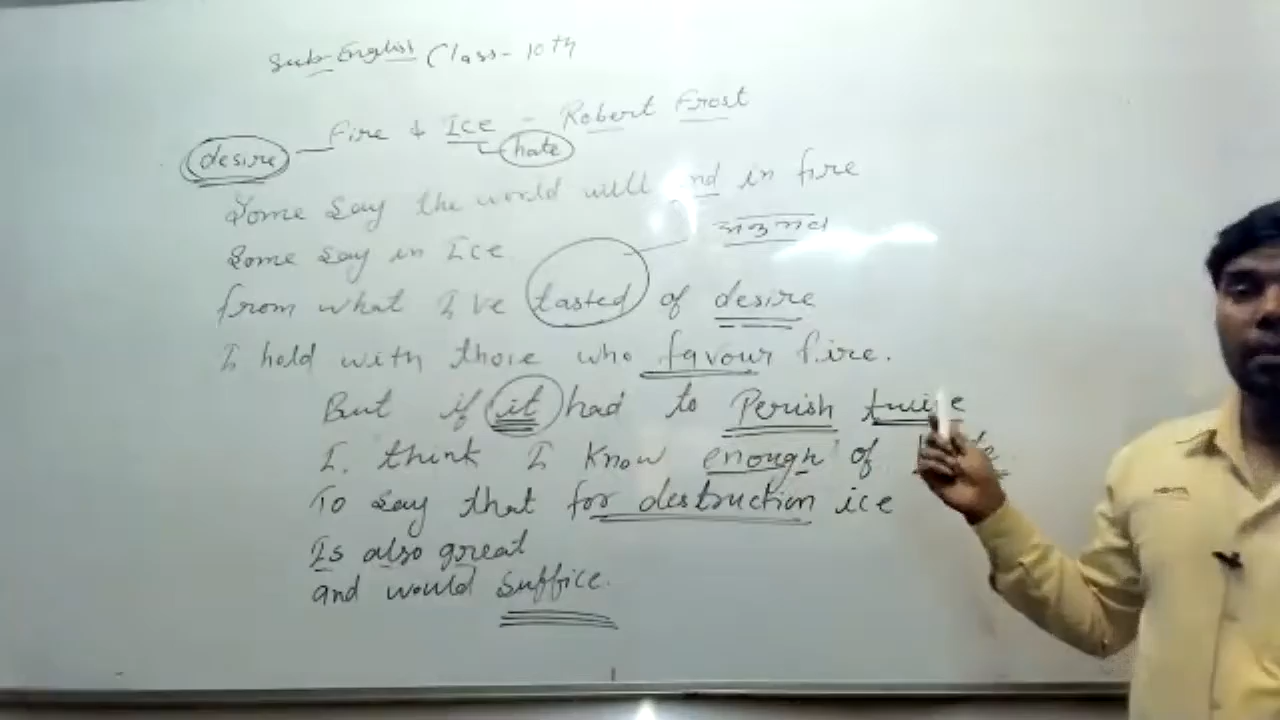 Sub-English Class-10th
Fire & Ice - Robert Frost
desire
hate
Some Say the world will end in fire
अनुभव
Some Say in Ice
from what I've tasted of desire
I hold with those who favour fire.
But if it had to Perish twice
I. think I Know enough of
To Say that for destruction ice
Is also great
and would Suffice.